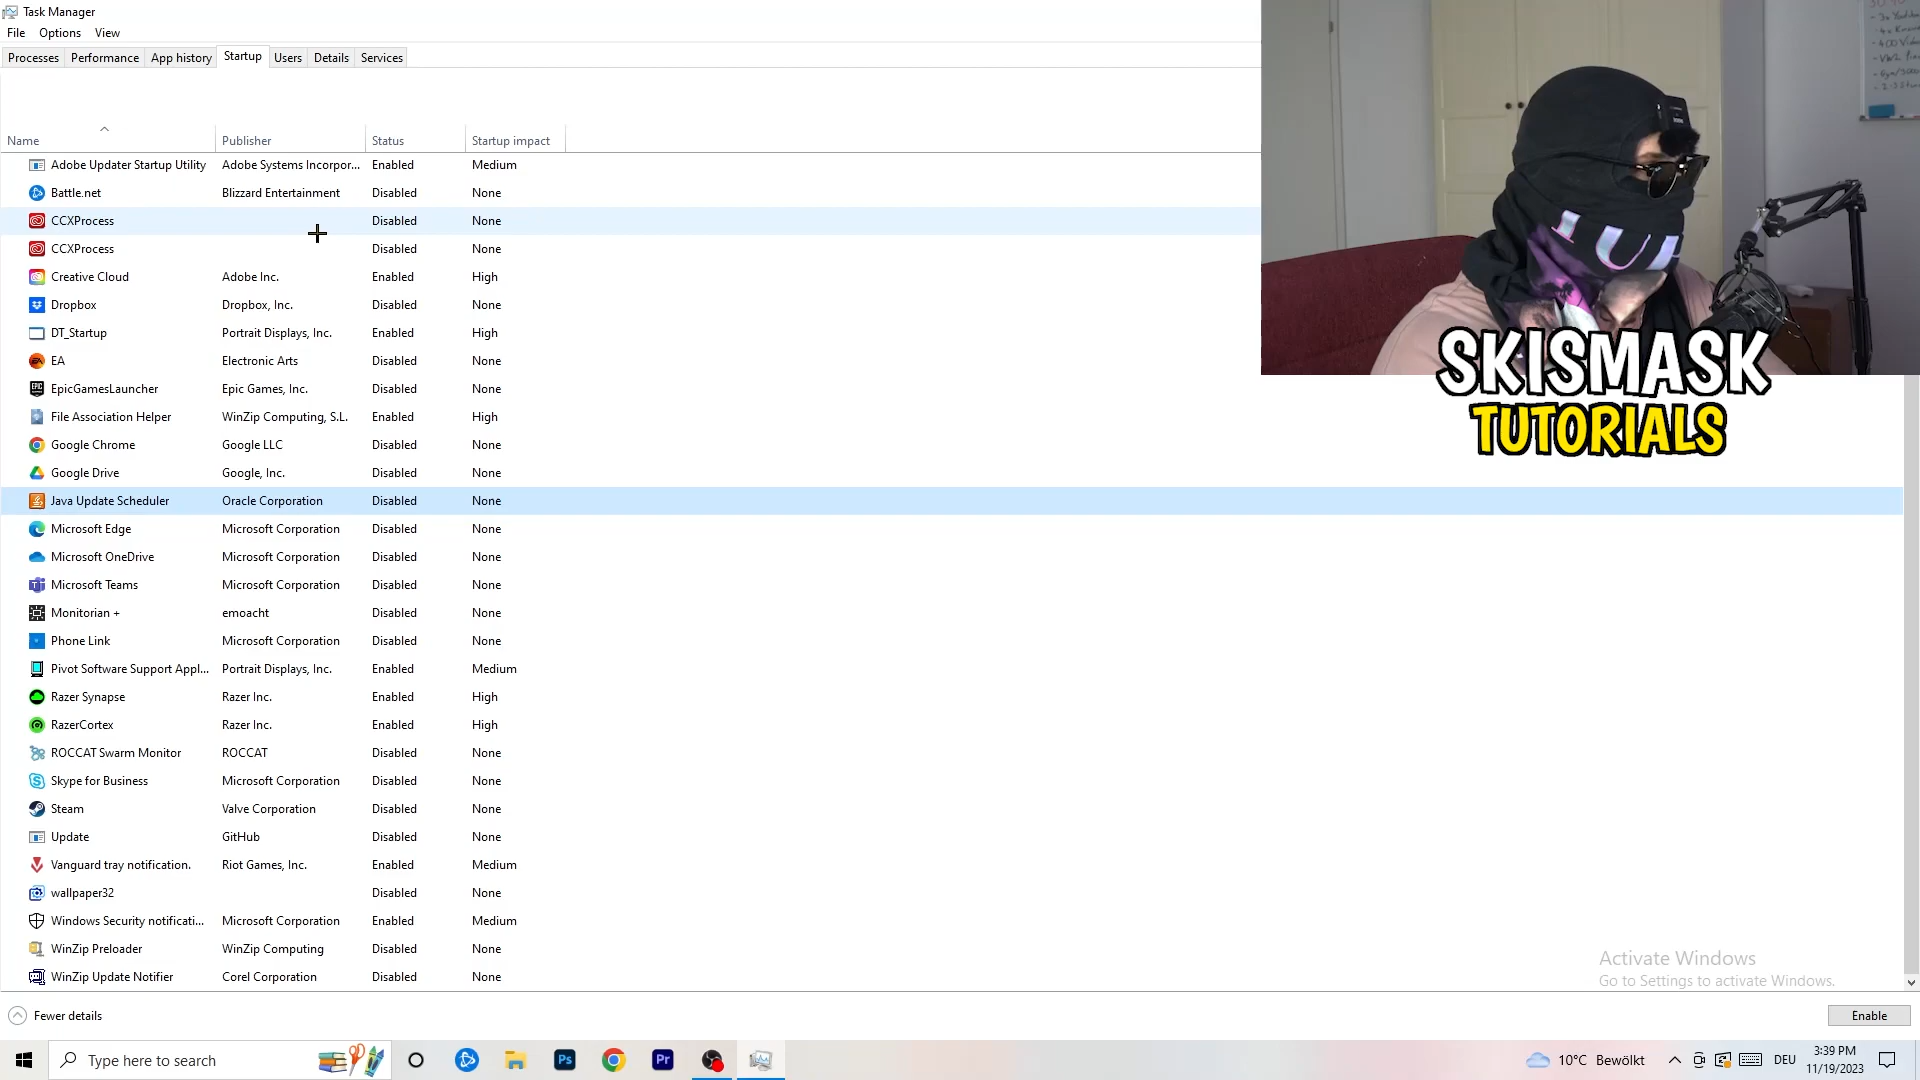 Task Manager
File Options View
Processes Performance App history Startup Users Details Services
Name Publisher Status Startup impact
Adobe Updater Startup Utility Adobe Systems Incorpor... Enabled Medium
Battle.net Blizzard Entertainment Disabled None
CCXProcess Disabled None
CCXProcess Disabled None
Creative Cloud Adobe Inc. Enabled High
Dropbox Dropbox, Inc. Disabled None
DT_Startup Portrait Displays, Inc. Enabled High
EA Electronic Arts Disabled None
EpicGamesLauncher Epic Games, Inc. Disabled None
File Association Helper WinZip Computing, S.L. Enabled High
Google Chrome Google LLC Disabled None
Google Drive Google, Inc. Disabled None
Java Update Scheduler Oracle Corporation Disabled None
Microsoft Edge Microsoft Corporation Disabled None
Microsoft OneDrive Microsoft Corporation Disabled None
Microsoft Teams Microsoft Corporation Disabled None
Monitorian + emoacht Disabled None
Phone Link Microsoft Corporation Disabled None
Pivot Software Support Appl... Portrait Displays, Inc. Enabled Medium
Razer Synapse Razer Inc. Enabled High
RazerCortex Razer Inc. Enabled High
ROCCAT Swarm Monitor ROCCAT Disabled None
Skype for Business Microsoft Corporation Disabled None
Steam Valve Corporation Disabled None
Update GitHub Disabled None
Vanguard tray notification. Riot Games, Inc. Enabled Medium
wallpaper32 Disabled None
Windows Security notificati... Microsoft Corporation Enabled Medium
WinZip Preloader WinZip Computing Disabled None
WinZip Update Notifier Corel Corporation Disabled None
SKISMASK
TUTORIALS
Activate Windows
Go to Settings to activate Windows.
Fewer details Enable
Type here to search Ps Pr 10°C Bewölkt DEU 3:39 PM
11/19/2023